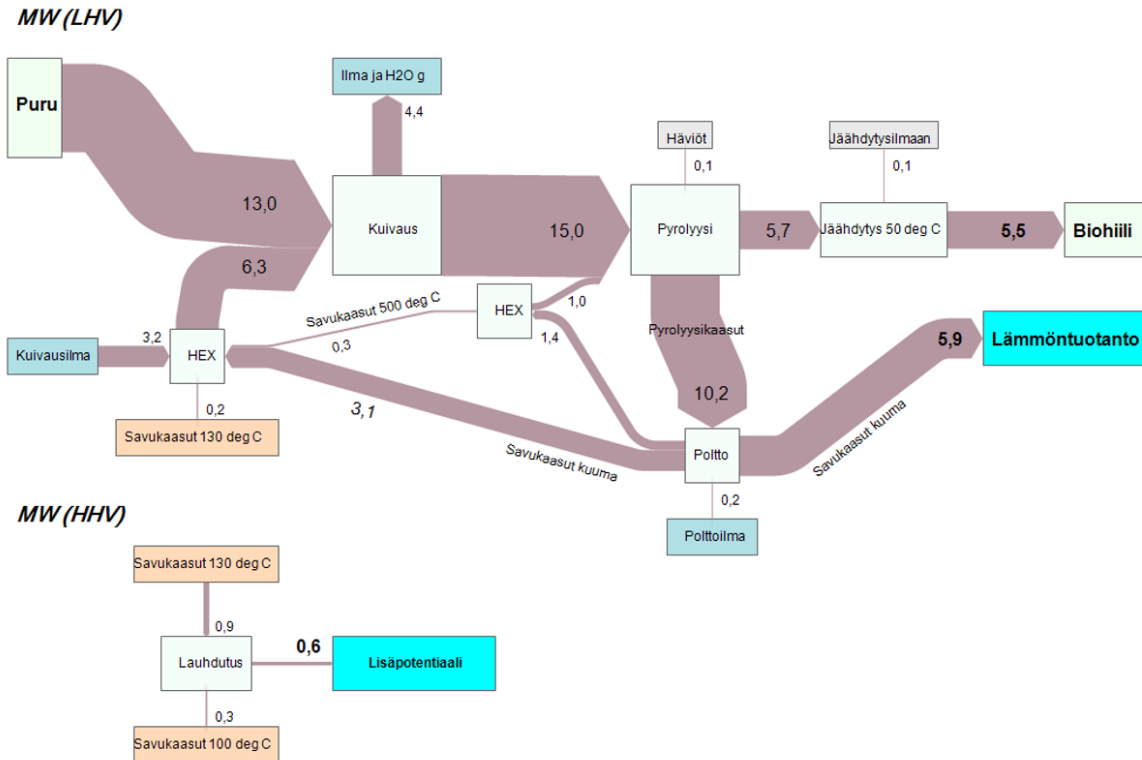 MW (LHV)
Puru
Ilma ja H2O g
4,4
Häviöt
0,1
Jäähdytysilmaan
0,1
13,0
Kuivaus
15,0
Pyrolyysi
5,7
Jäähdytys 50 deg C
5,5
Biohiili
6,3
Savukaasut 500 deg C
0,3
HEX
1,0
1,4
Pyrolyysikaasut
10,2
5,9
Lämmöntuotanto
Kuivausilma
3,2
HEX
0,2
Savukaasut 130 deg C
3,1
Savukaasut kuuma
Poltto
Savukaasut kuuma
0,2
Polttoilma
MW (HHV)
Savukaasut 130 deg C
0,9
Lauhdutus
0,6
Lisäpotentiaali
0,3
Savukaasut 100 deg C